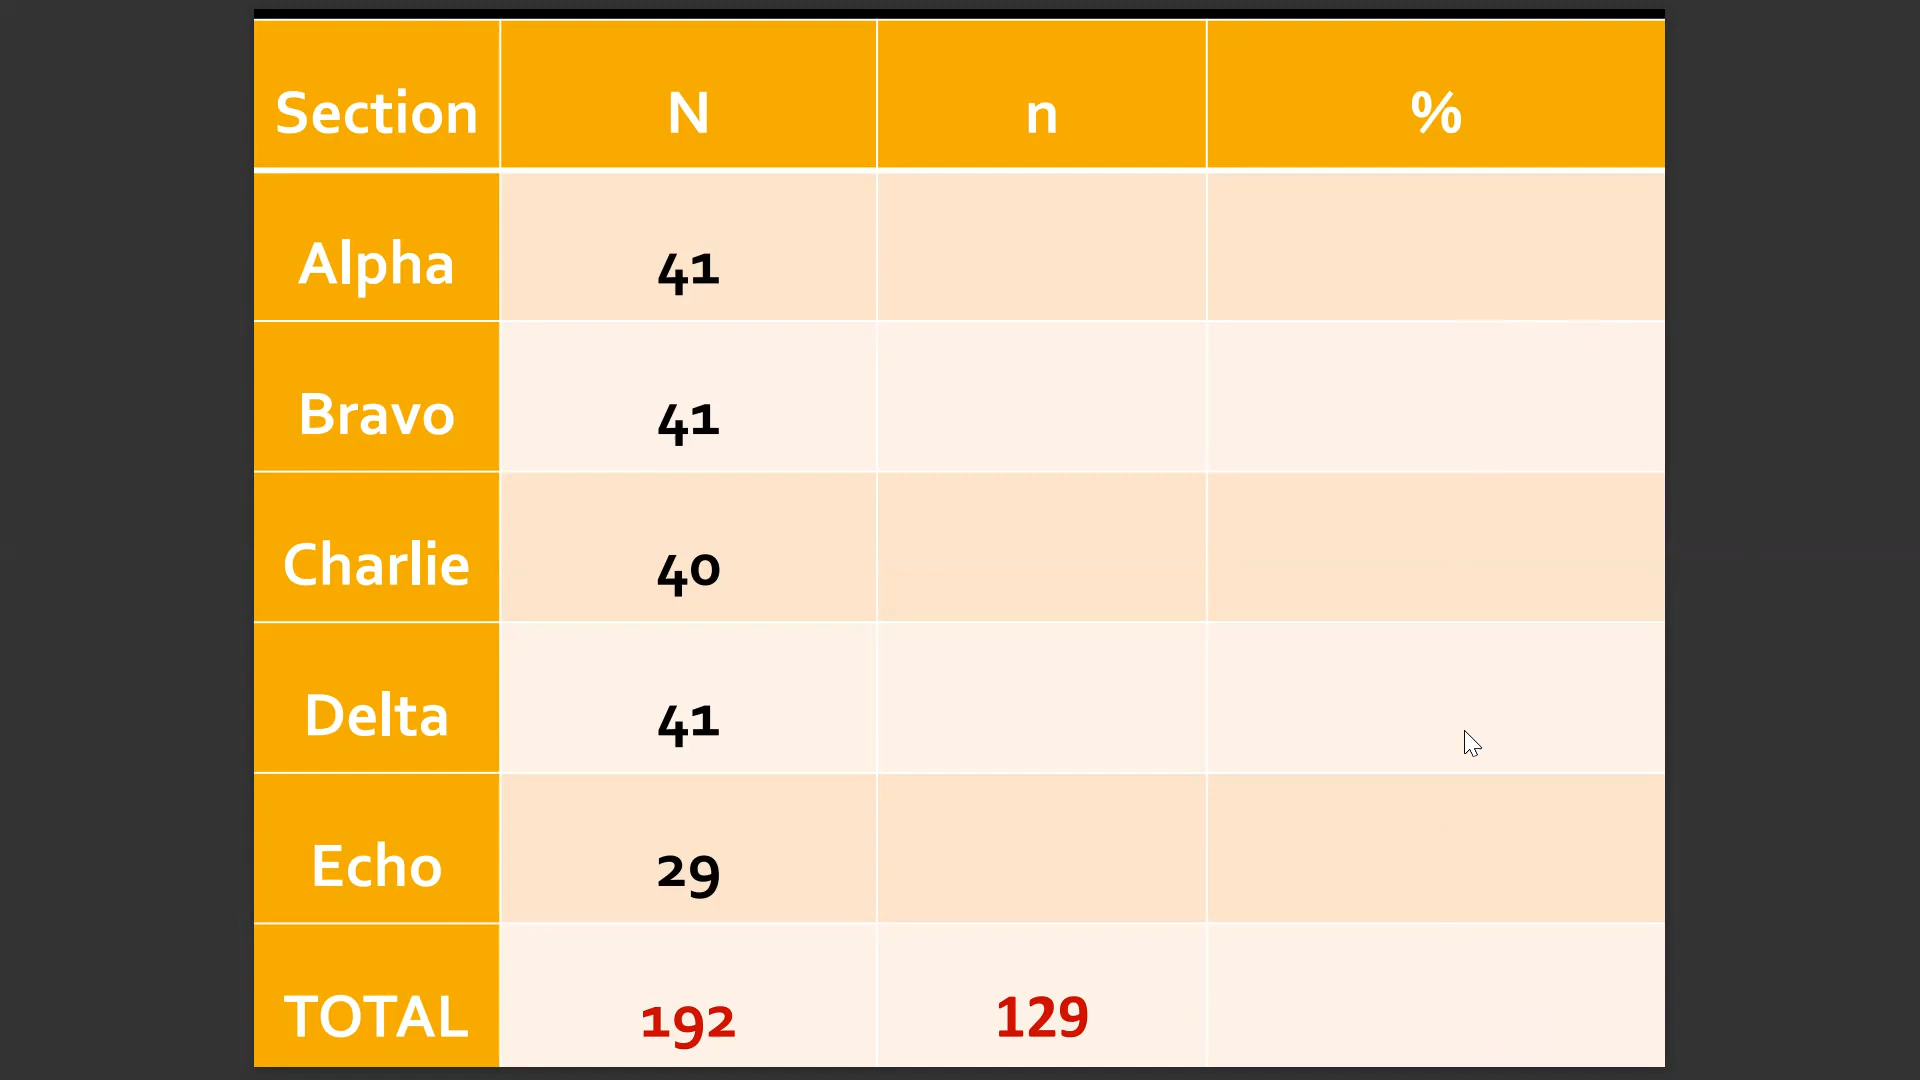 Section N n %
Alpha 41
Bravo 41
Charlie 40
Delta 41
Echo 29
TOTAL 192 129